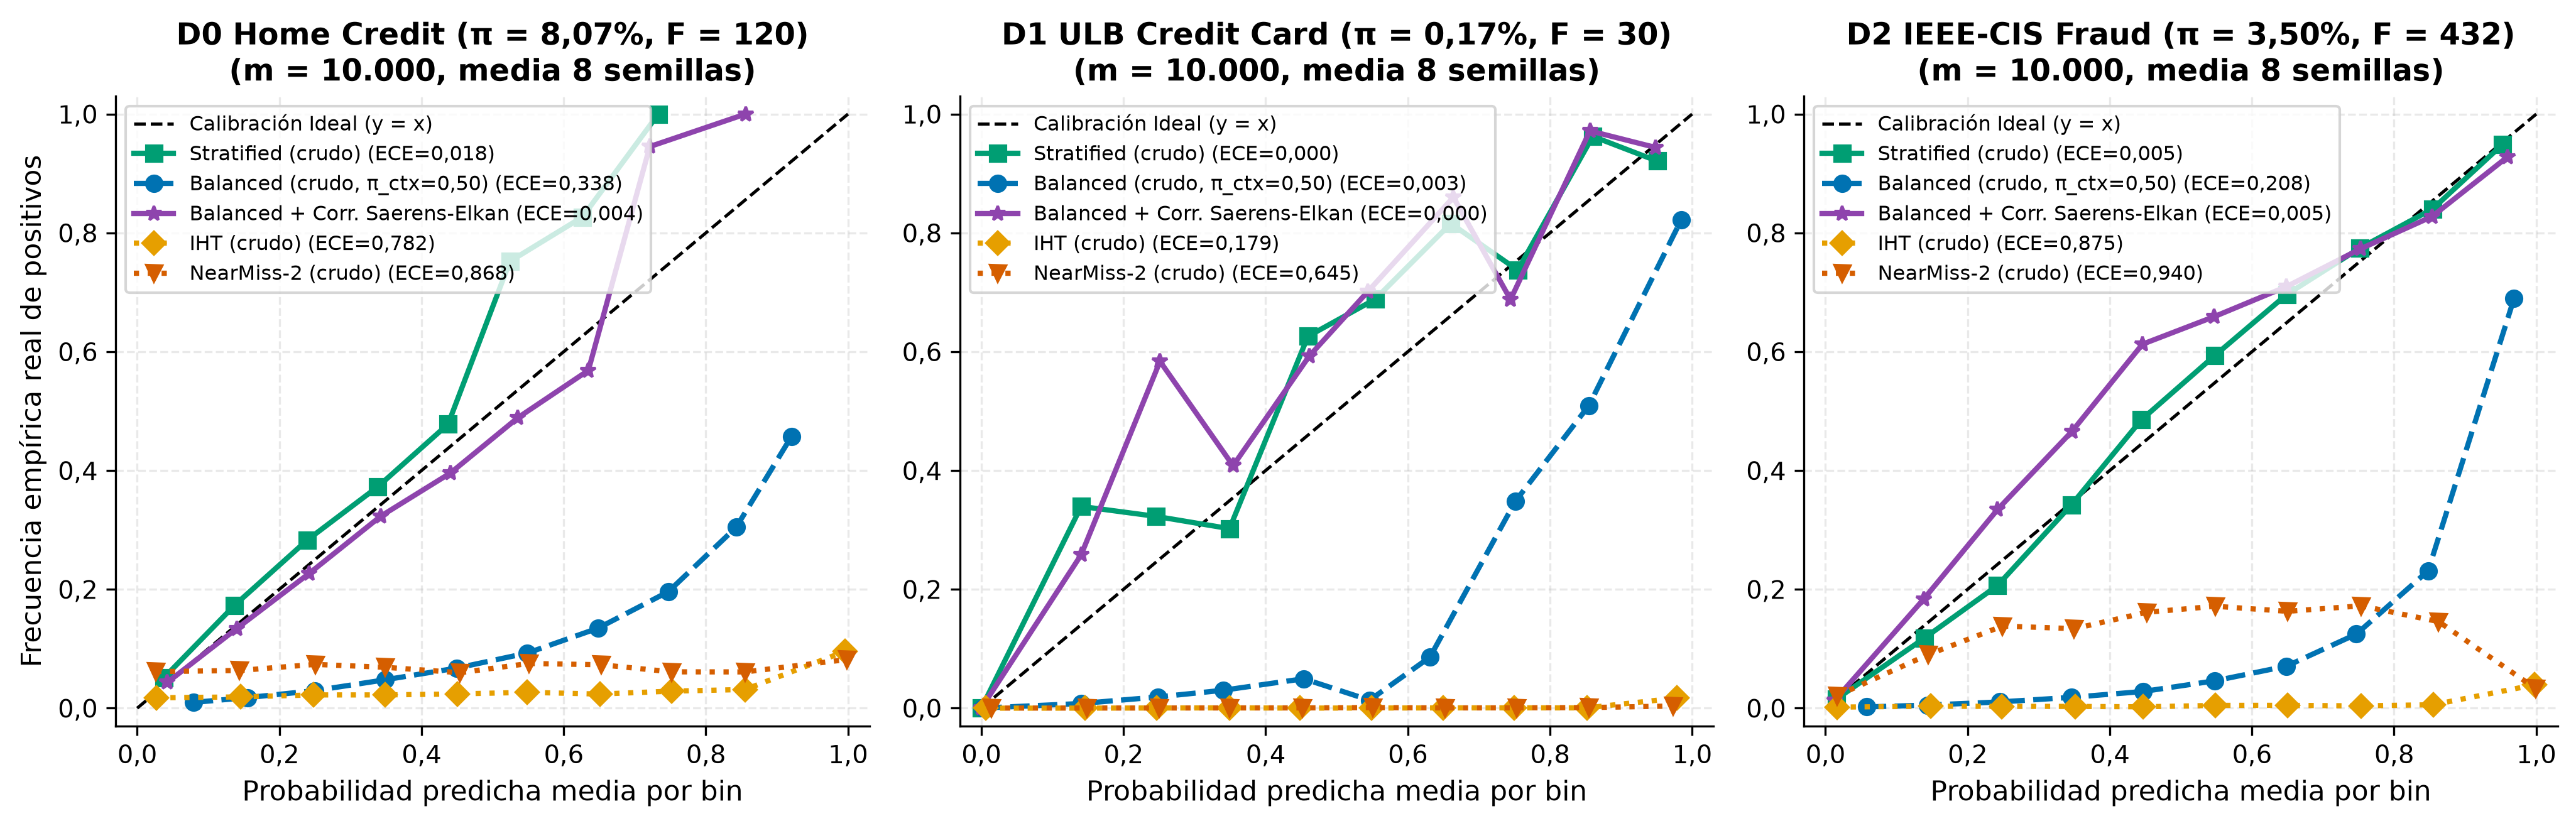 D0 Home Credit (π = 8,07%, F = 120)
(m = 10.000, media 8 semillas)
Frecuencia empírica real de positivos
1,0
0,8
0,6
0,4
0,2
0,0
Calibración Ideal (y = x)
Stratified (crudo) (ECE=0,018)
Balanced (crudo, π_ctx=0,50) (ECE=0,338)
Balanced + Corr. Saerens-Elkan (ECE=0,004)
IHT (crudo) (ECE=0,782)
NearMiss-2 (crudo) (ECE=0,868)
0,0 0,2 0,4 0,6 0,8 1,0
Probabilidad predicha media por bin
D1 ULB Credit Card (π = 0,17%, F = 30)
(m = 10.000, media 8 semillas)
1,0
0,8
0,6
0,4
0,2
0,0
Calibración Ideal (y = x)
Stratified (crudo) (ECE=0,000)
Balanced (crudo, π_ctx=0,50) (ECE=0,003)
Balanced + Corr. Saerens-Elkan (ECE=0,000)
IHT (crudo) (ECE=0,179)
NearMiss-2 (crudo) (ECE=0,645)
0,0 0,2 0,4 0,6 0,8 1,0
Probabilidad predicha media por bin
D2 IEEE-CIS Fraud (π = 3,50%, F = 432)
(m = 10.000, media 8 semillas)
1,0
0,8
0,6
0,4
0,2
0,0
Calibración Ideal (y = x)
Stratified (crudo) (ECE=0,005)
Balanced (crudo, π_ctx=0,50) (ECE=0,208)
Balanced + Corr. Saerens-Elkan (ECE=0,005)
IHT (crudo) (ECE=0,875)
NearMiss-2 (crudo) (ECE=0,940)
0,0 0,2 0,4 0,6 0,8 1,0
Probabilidad predicha media por bin